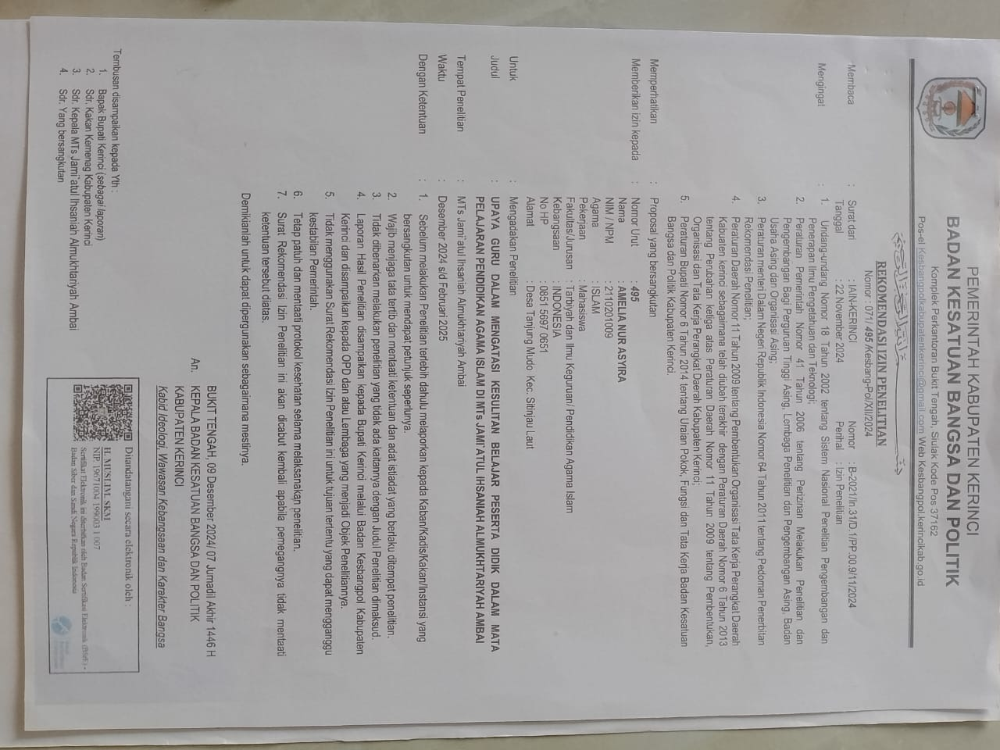 PEMERINTAH KABUPATEN KERINCI
BADAN KESATUAN BANGSA DAN POLITIK
Komplek Perkantoran Bukit Tengah, Siulak Kode Pos 37162
Pos-el Kesbangpolkabupatenkerinci@gmail.com Web Kesbangpol.kerincikab.go.id
REKOMENDASI IZIN PENELITIAN
Nomor : 071/ 495 /Kesbang-Pol/XII/2024
Membaca : Surat dari : IAIN-KERINCI Nomor : B-2021/In.31/D.1/PP.00.9/11/2024
Tanggal : 22 November 2024 Perihal : Izin Penelitian
Mengingat : 1. Undang-undang Nomor 18 Tahun 2002 tentang Sistem Nasional Penelitian Pengembangan dan
Penerapan Ilmu Pengetahuan dan Teknologi;
2. Peraturan Pemerintah Nomor 41 Tahun 2006 tentang Perizinan Melakukan Penelitian dan
Pengembangan Bagi Perguruan Tinggi Asing, Lembaga Penelitian dan Pengembangan Asing, Badan
Usaha Asing dan Organisasi Asing;
3. Peraturan menteri Dalam Negeri Republik Indonesia Nomor 64 Tahun 2011 tentang Pedoman Penerbitan
Rekomendasi Penelitian;
4. Peraturan Daerah Nomor 11 Tahun 2009 tentang Pembentukan Organisasi Tata Kerja Perangkat Daerah
Kabuaten kerinci sebagaimana telah diubah terakhir dengan Peraturan Daerah Nomor 6 Tahun 2013
tentang Perubahan ketiga atas Peraturan Daerah Nomor 11 Tahun 2009 tentang Pembentukan,
Organisasi dan Tata Kerja Perangkat Daerah Kabupaten Kerinci;
5. Peraturan Bupati Nomor 6 Tahun 2014 tentang Uraian Pokok, Fungsi dan Tata Kerja Badan Kesatuan
Bangsa dan Politik Kabupaten Kerinci.
Memperhatikan : Proposal yang bersangkutan
Memberikan izin kepada : Nomor Urut : 495
Nama : AMELIA NUR ASYIRA
NIM / NPM : 2110201009
Agama : ISLAM
Pekerjaan : Mahasiswa
Fakultas/Jurusan : Tarbiyah dan Ilmu Keguruan/ Pendidikan Agama Islam
Kebangsaan : INDONESIA
No HP : 0851 5697 0651
Alamat : Desa Tanjung Mudo Kec Sitinjau Laut
Untuk : Mengadakan Penelitian
Judul : UPAYA GURU DALAM MENGATASI KESULITAN BELAJAR PESERTA DIDIK DALAM MATA
PELAJARAN PENDIDIKAN AGAMA ISLAM DI MTs JAMI`ATUL IHSANIAH ALMUKHTARIYAH AMBAI
Tempat Penelitian : MTs Jami`atul Ihsaniah Almukhtariyah Ambai
Waktu : Desember 2024 s/d Februari 2025
Dengan Ketentuan : 1. Sebelum melakukan Penelitian terlebih dahulu melaporkan kepada Kaban/Kadis/Kakan/Instansi yang
bersangkutan untuk mendapat petunjuk seperlunya.
2. Wajib menjaga tata tertib dan mentaati ketentuan dan adat istiadat yang berlaku ditempat penelitian.
3. Tidak dibenarkan melakukan penelitian yang tidak ada kaitannya dengan Judul Penelitian dimaksud.
4. Laporan Hasil Penelitian disampaikan kepada Bupati Kerinci melalui Badan Kesbangpol Kabupaten
Kerinci dan disampaikan kepada OPD dan atau Lembaga yang menjadi Objek Penelitiannya.
5. Tidak menggunakan Surat Rekomendasi Izin Penelitian ini untuk tujuan tertentu yang dapat mengganggu
kestabilan Pemerintah.
6. Tetap patuh dan mentaati protokol kesehatan selama melaksanakan penelitian.
7. Surat Rekomendasi Izin Penelitian ini akan dicabut kembali apabila pemegangnya tidak mentaati
ketentuan tersebut diatas.
Demikianlah untuk dapat dipergunakan sebagaimana mestinya.
BUKIT TENGAH, 09 Desember 2024/ 07 Jumadil Akhir 1446 H
An. KEPALA BADAN KESATUAN BANGSA DAN POLITIK
KABUPATEN KERINCI
Kabid Ideologi, Wawasan Kebangsaan dan Karakter Bangsa
Ditandatangani secara elektronik oleh :
H. MUSLIM, SKM
NIP. 19671004 199003 1 007
Sertifikat Elektronik ini diterbitkan oleh Badan Sertifikasi Elektronik (BSrE) -
Badan Siber dan Sandi Negara Republik Indonesia
Tembusan disampaikan kepada Yth :
1. Bapak Bupati Kerinci (sebagai laporan)
2. Sdr. Kakan Kemenag Kabupaten Kerinci
3. Sdr. Kepala MTs Jami`atul Ihsaniah Almukhtariyah Ambai
4. Sdr. Yang bersangkutan